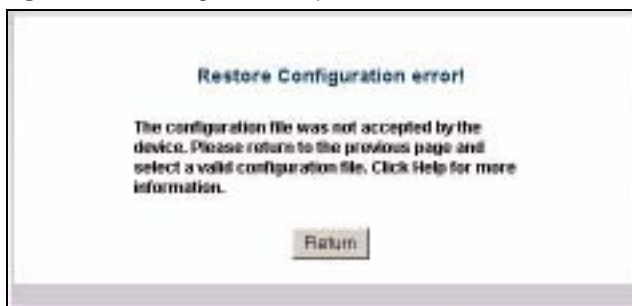 Restore Configuration error!
The configuration file was not accepted by the
device. Please return to the previous page and
select a valid configuration file. Click Help for more
information.
Return